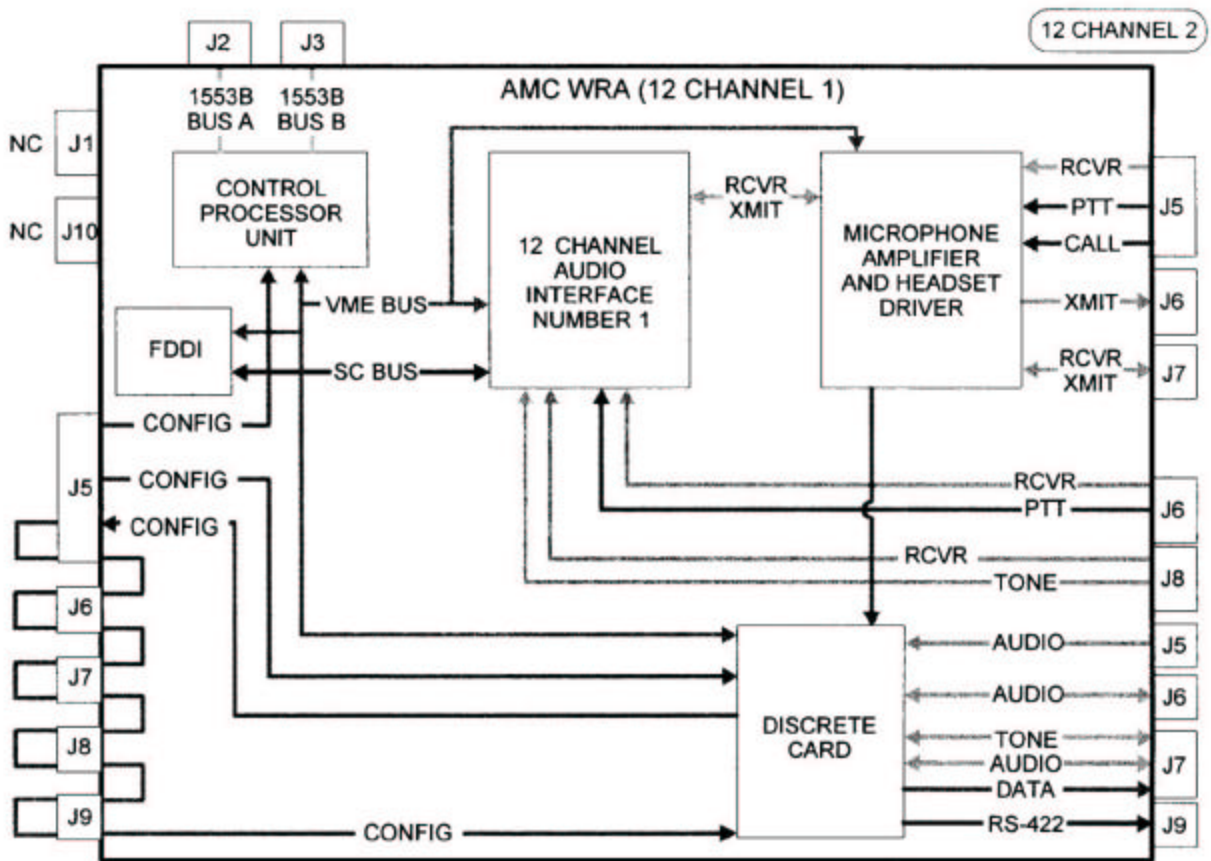 12 CHANNEL 2
J2
J3
AMC WRA (12 CHANNEL 1)
1553B
BUS A
1553B
BUS B
NC
J1
NC
J10
CONTROL
PROCESSOR
UNIT
12 CHANNEL
AUDIO
INTERFACE
NUMBER 1
RCVR
XMIT
MICROPHONE
AMPLIFIER
AND HEADSET
DRIVER
RCVR
PTT
CALL
J5
XMIT
J6
RCVR
XMIT
J7
VME BUS
FDDI
SC BUS
CONFIG
CONFIG
CONFIG
J5
RCVR
PTT
J6
RCVR
TONE
J8
J6
J7
J8
J9
CONFIG
DISCRETE
CARD
AUDIO
J5
AUDIO
J6
TONE
AUDIO
DATA
J7
RS-422
J9